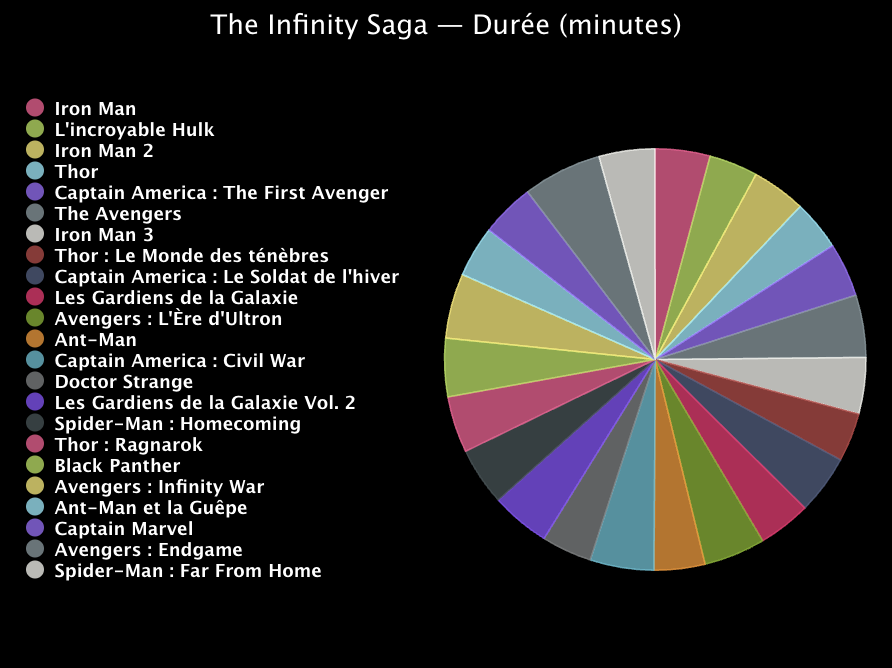 The Infinity Saga — Durée (minutes)
Iron Man
L'incroyable Hulk
Iron Man 2
Thor
Captain America : The First Avenger
The Avengers
Iron Man 3
Thor : Le Monde des ténèbres
Captain America : Le Soldat de l'hiver
Les Gardiens de la Galaxie
Avengers : L'Ère d'Ultron
Ant-Man
Captain America : Civil War
Doctor Strange
Les Gardiens de la Galaxie Vol. 2
Spider-Man : Homecoming
Thor : Ragnarok
Black Panther
Avengers : Infinity War
Ant-Man et la Guêpe
Captain Marvel
Avengers : Endgame
Spider-Man : Far From Home